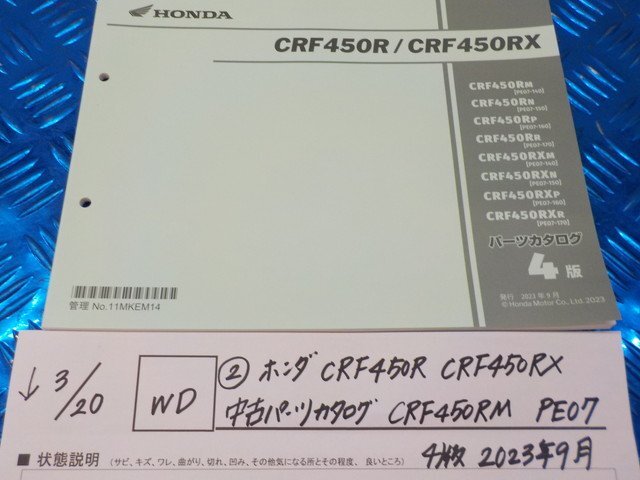 HONDA
CRF450R / CRF450RX
CRF450RM
[PE07-140]
CRF450RN
[PE07-150]
CRF450RP
[PE07-160]
CRF450RR
[PE07-170]
CRF450RXM
[PE07-140]
CRF450RXN
[PE07-150]
CRF450RXP
[PE07-160]
CRF450RXR
[PE07-170]
パーツカタログ
4版
発行 2023年9月
© Honda Motor Co., Ltd. 2023
管理 No.11MKEM14
↓ 3/20 WD ② ホンダ CRF450R CRF450RX
中古パーツカタログ CRF450RM PE07
4版 2023年9月
■ 状態説明 (サビ、キズ、ワレ、曲がり、切れ、凹み、その他気になる所とその程度、良いところ)